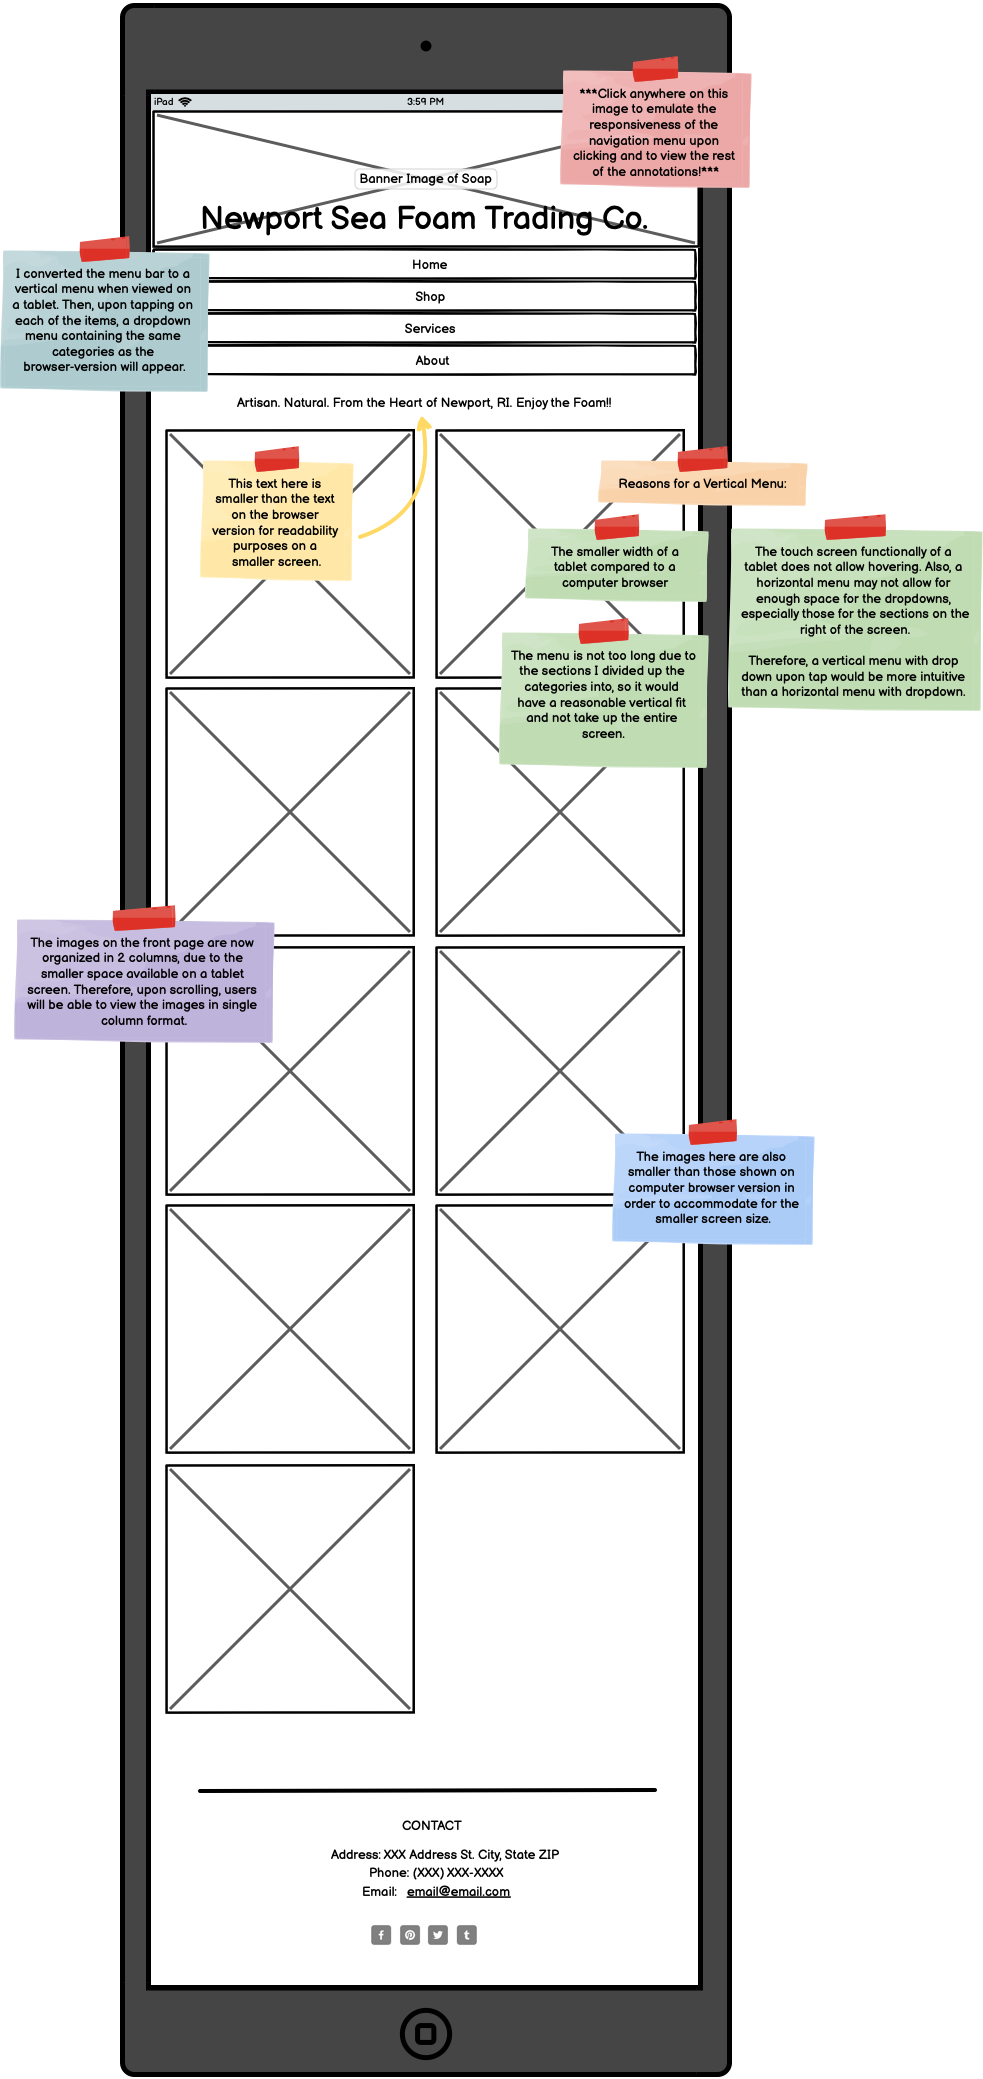 iPad
3:59 PM
***Click anywhere on this
image to emulate the
responsiveness of the
navigation menu upon
clicking and to view the rest
of the annotations!***
Banner Image of Soap
Newport Sea Foam Trading Co.
Home
Shop
Services
About
I converted the menu bar to a
vertical menu when viewed on
a tablet. Then, upon tapping on
each of the items, a dropdown
menu containing the same
categories as the
browser-version will appear.
Artisan. Natural. From the Heart of Newport, RI. Enjoy the Foam!!
This text here is
smaller than the text
on the browser
version for readability
purposes on a
smaller screen.
Reasons for a Vertical Menu:
The smaller width of a
tablet compared to a
computer browser
The touch screen functionally of a
tablet does not allow hovering. Also, a
horizontal menu may not allow for
enough space for the dropdowns,
especially those for the sections on the
right of the screen.
Therefore, a vertical menu with drop
down upon tap would be more intuitive
than a horizontal menu with dropdown.
The menu is not too long due to
the sections I divided up the
categories into, so it would
have a reasonable vertical fit
and not take up the entire
screen.
The images on the front page are now
organized in 2 columns, due to the
smaller space available on a tablet
screen. Therefore, upon scrolling, users
will be able to view the images in single
column format.
The images here are also
smaller than those shown on
computer browser version in
order to accommodate for the
smaller screen size.
CONTACT
Address: XXX Address St. City, State ZIP
Phone: (XXX) XXX-XXXX
Email: email@email.com